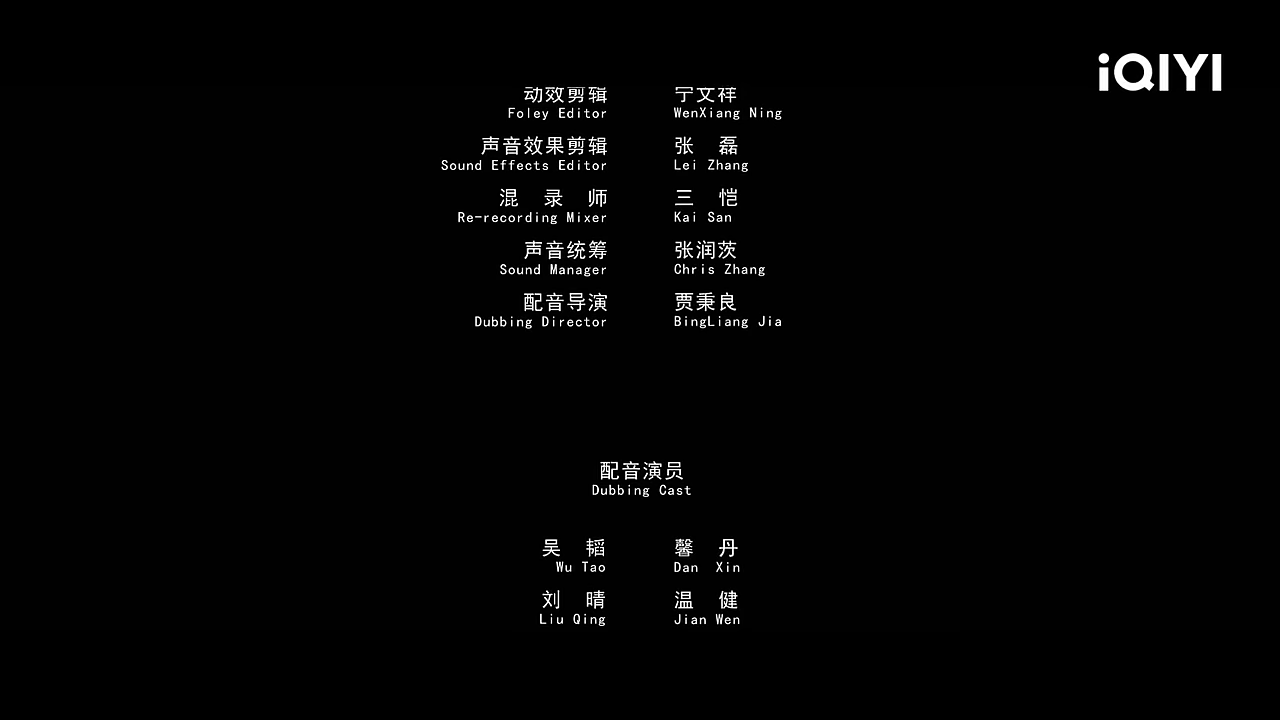 iQIYI
动效剪辑 宁文祥
Foley Editor WenXiang Ning
声音效果剪辑 张 磊
Sound Effects Editor Lei Zhang
混 录 师 三 恺
Re-recording Mixer Kai San
声音统筹 张润茨
Sound Manager Chris Zhang
配音导演 贾秉良
Dubbing Director BingLiang Jia
配音演员
Dubbing Cast
吴 韬 馨 丹
Wu Tao Dan Xin
刘 晴 温 健
Liu Qing Jian Wen